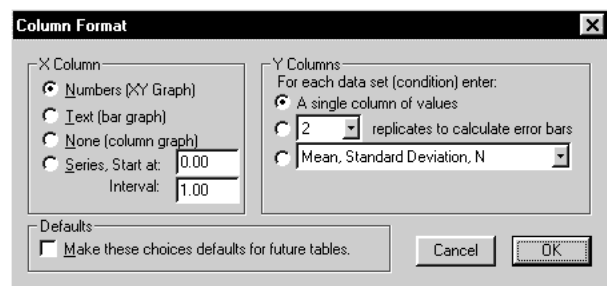 Column Format
X Column
Numbers (XY Graph)
Text (bar graph)
None (column graph)
Series, Start at: 0.00
Interval: 1.00
Y Columns
For each data set (condition) enter:
A single column of values
2 replicates to calculate error bars
Mean, Standard Deviation, N
Defaults
Make these choices defaults for future tables.
Cancel
OK